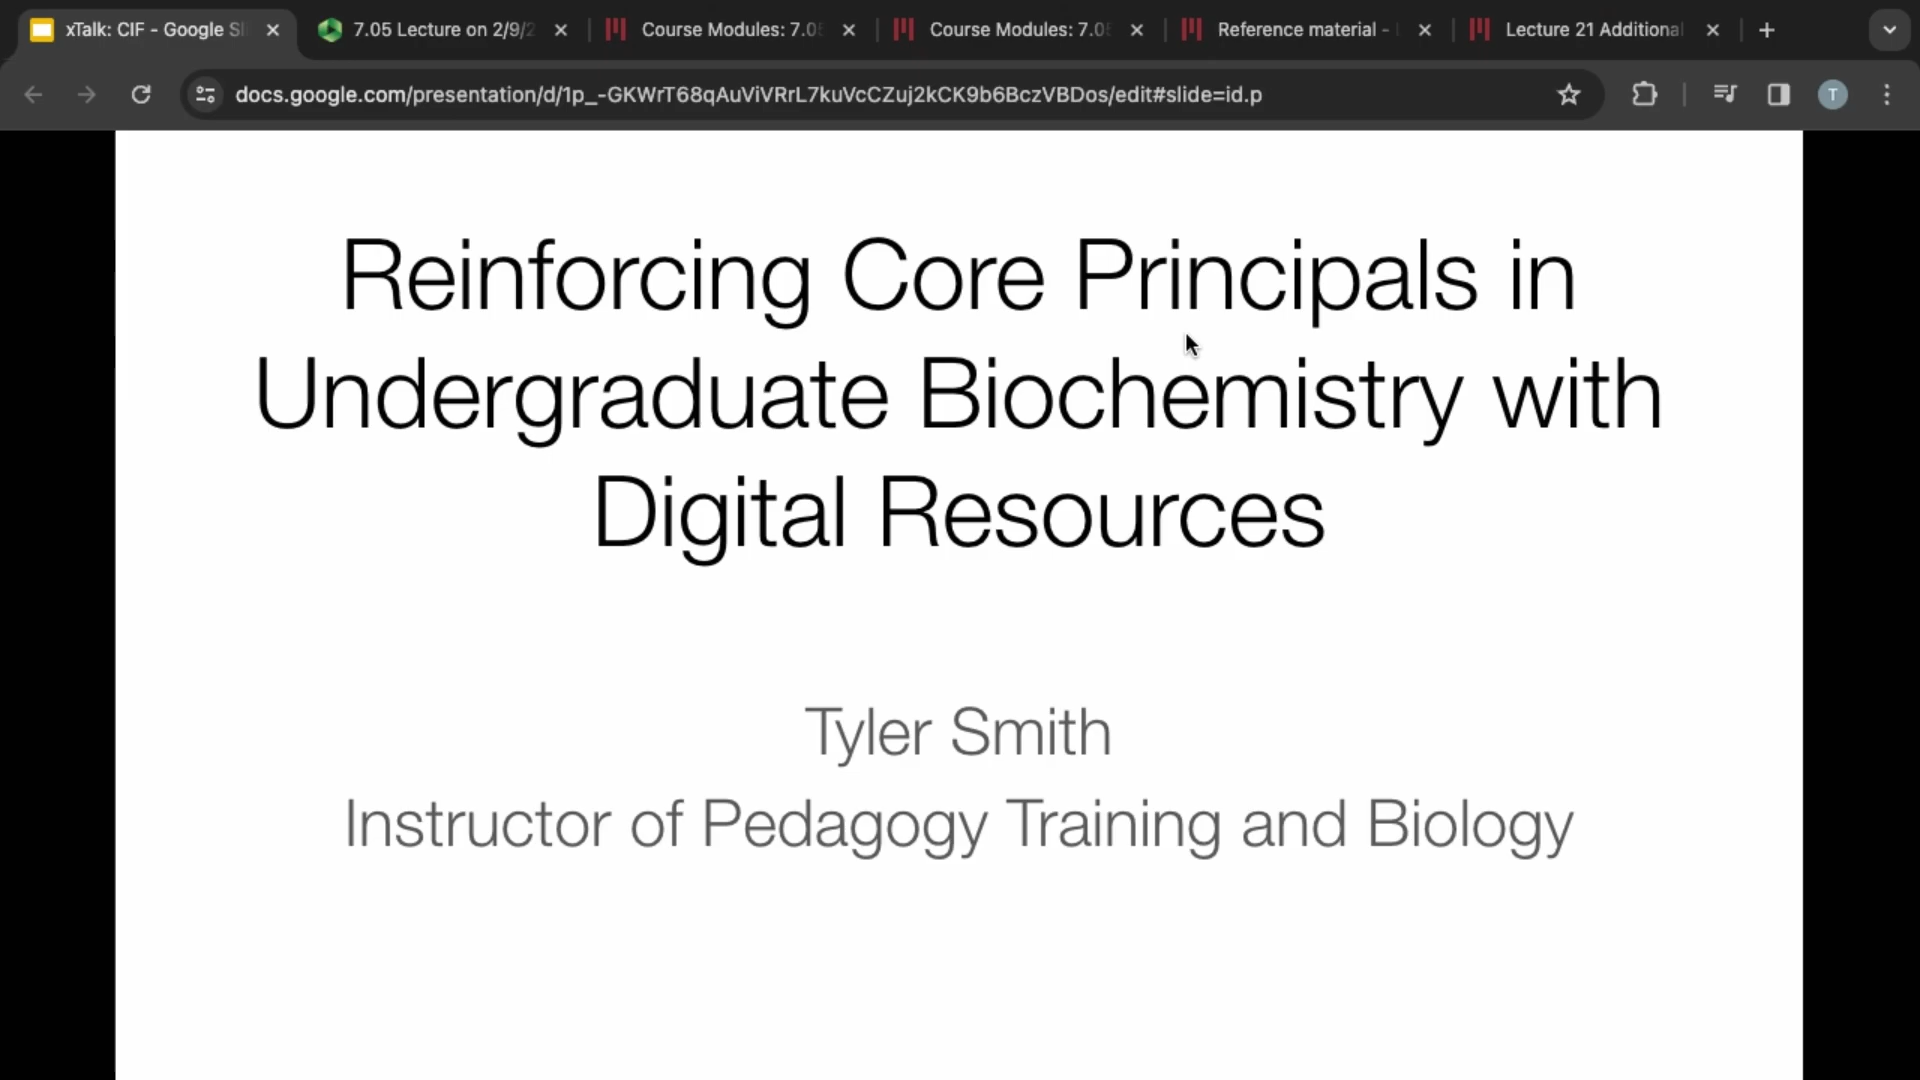 xTalk: CIF - Google Sl
7.05 Lecture on 2/9/2
Course Modules: 7.05
Course Modules: 7.05
Reference material -
Lecture 21 Additional
docs.google.com/presentation/d/1p_-GKWrT68qAuViVRrL7kuVcCZuj2kCK9b6BczVBDos/edit#slide=id.p
T
Reinforcing Core Principals in
Undergraduate Biochemistry with
Digital Resources
Tyler Smith
Instructor of Pedagogy Training and Biology